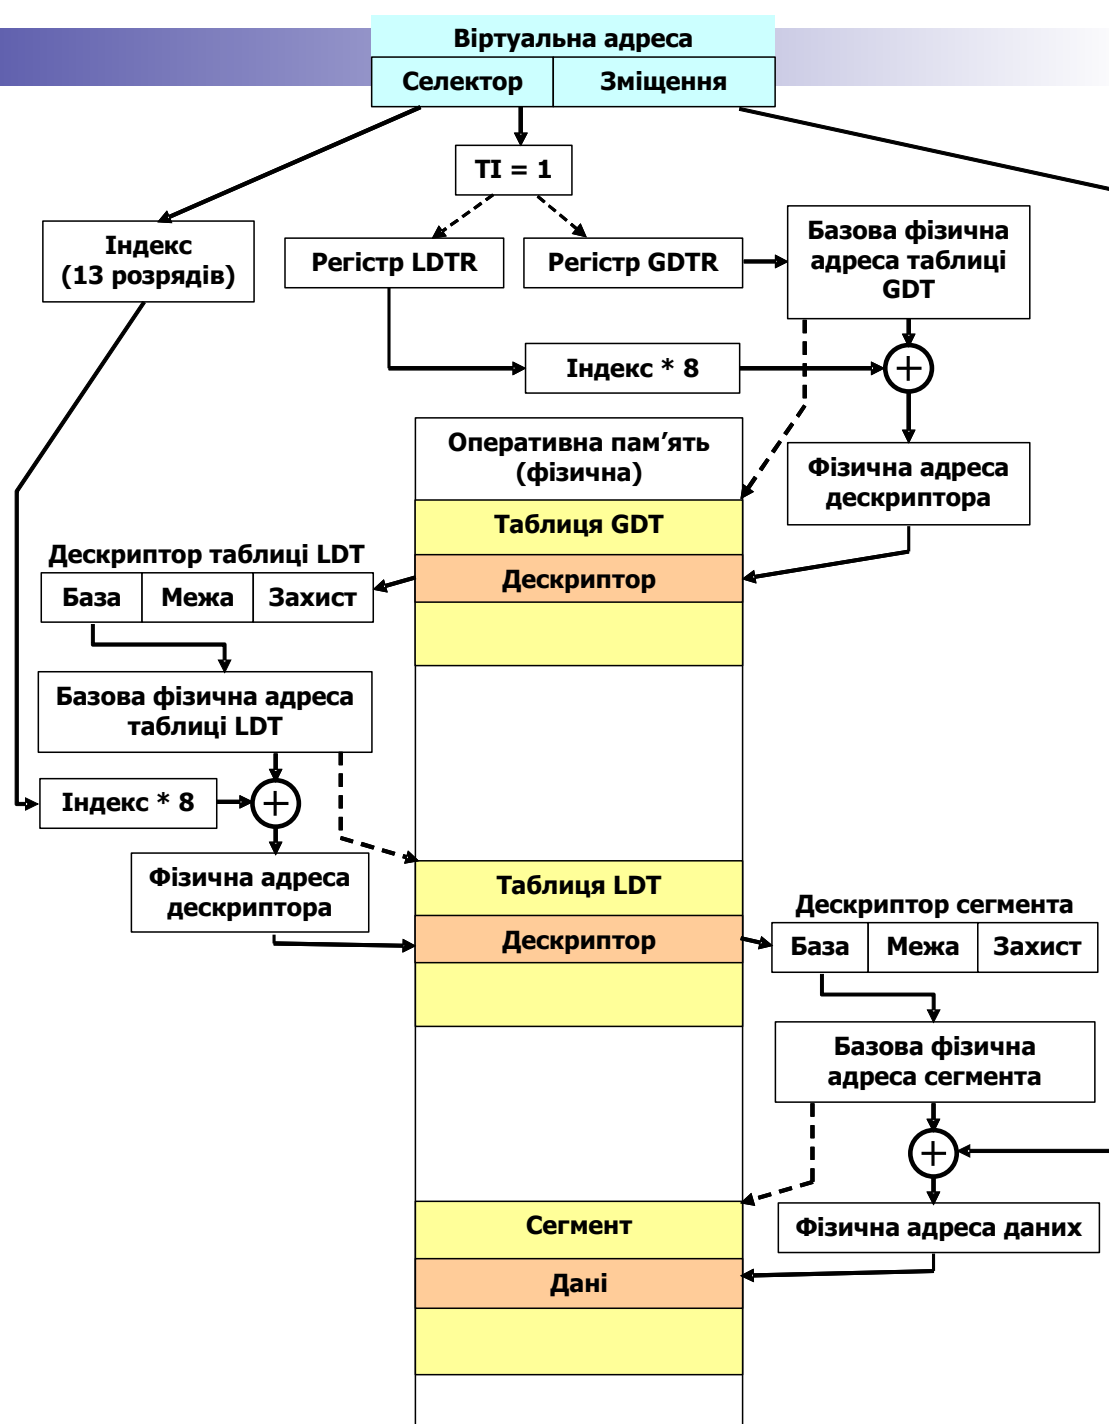 Віртуальна адреса
Селектор
Зміщення
TI = 1
Індекс
(13 розрядів)
Регістр LDTR
Регістр GDTR
Базова фізична
адреса таблиці
GDT
Індекс * 8
Оперативна пам’ять
(фізична)
Фізична адреса
дескриптора
Таблиця GDT
Дескриптор
Дескриптор таблиці LDT
База
Межа
Захист
Базова фізична адреса
таблиці LDT
Індекс * 8
Фізична адреса
дескриптора
Таблиця LDT
Дескриптор
Дескриптор сегмента
База
Межа
Захист
Базова фізична
адреса сегмента
Сегмент
Фізична адреса даних
Дані